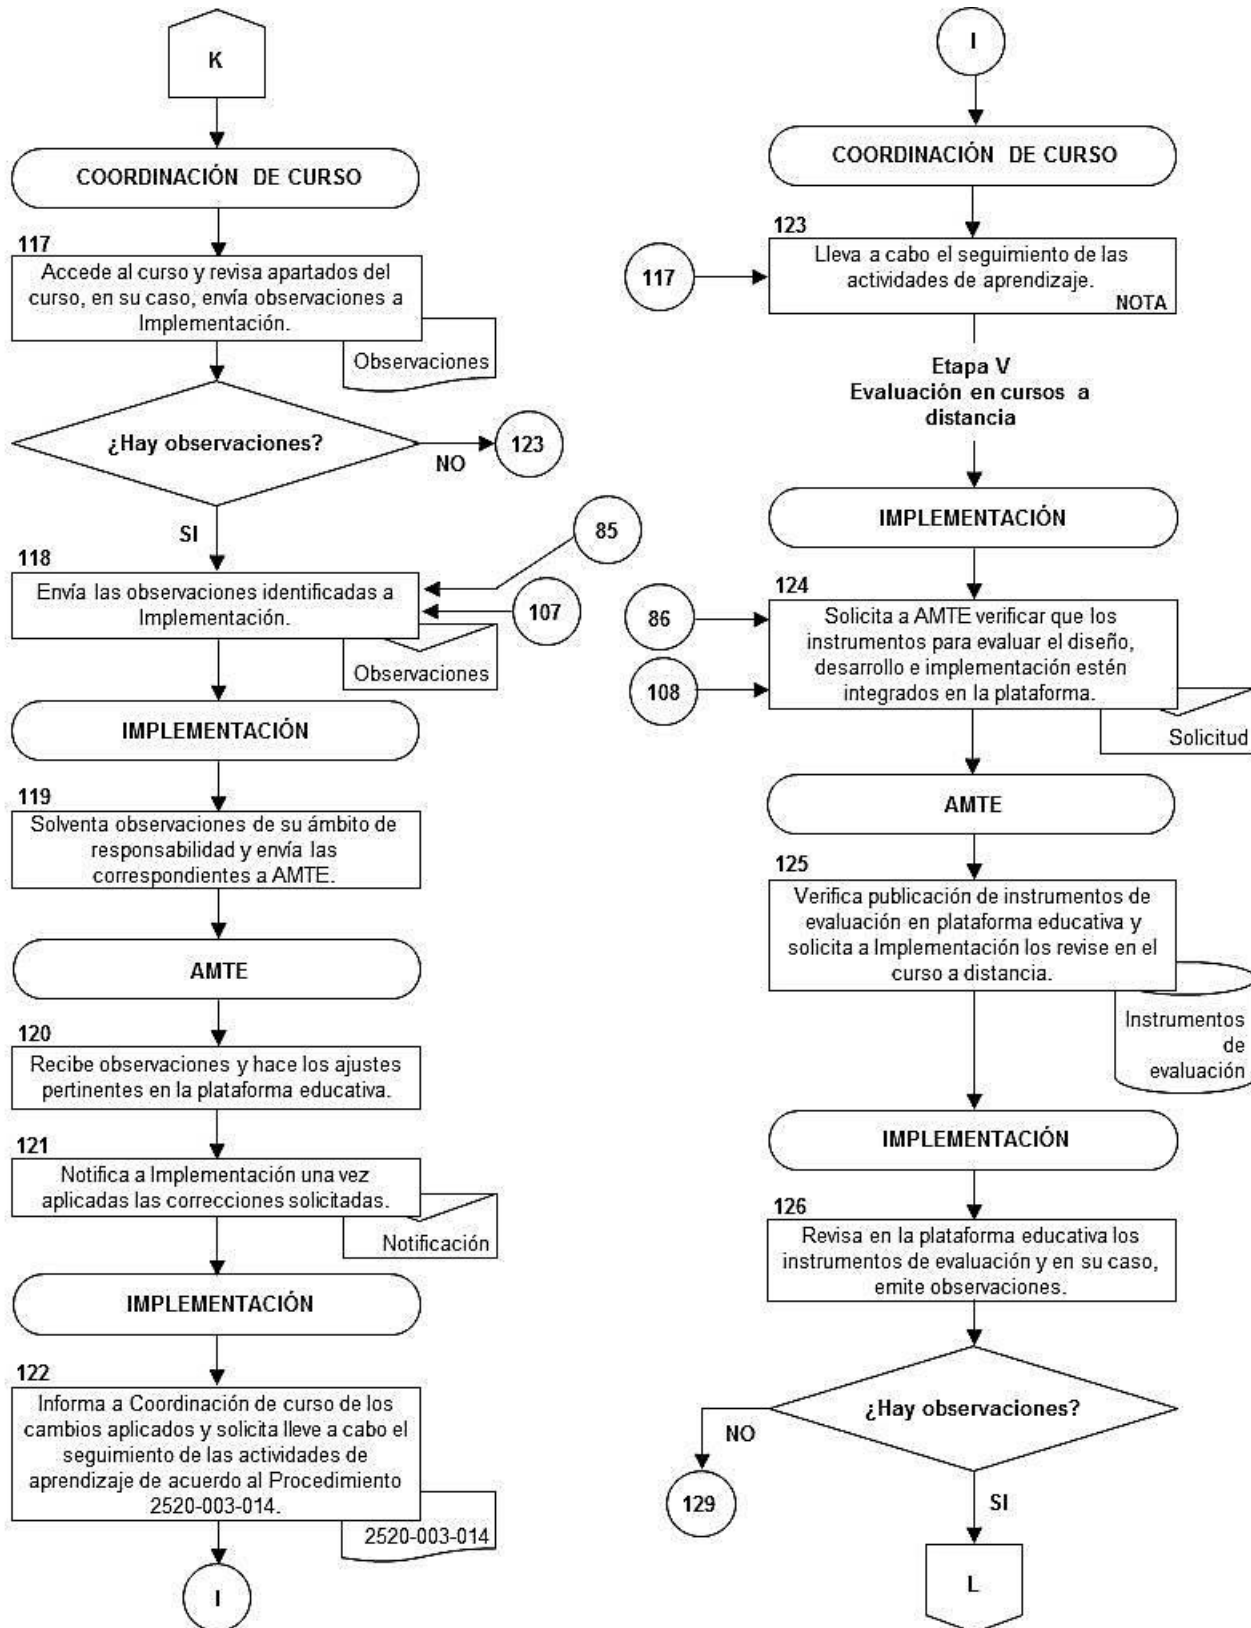 K
COORDINACIÓN DE CURSO
117
Accede al curso y revisa apartados del
curso, en su caso, envía observaciones a
Implementación.
Observaciones
¿Hay observaciones?
NO
123
SI
85
118
Envía las observaciones identificadas a
Implementación.
107
Observaciones
IMPLEMENTACIÓN
119
Solventa observaciones de su ámbito de
responsabilidad y envía las
correspondientes a AMTE.
AMTE
120
Recibe observaciones y hace los ajustes
pertinentes en la plataforma educativa.
121
Notifica a Implementación una vez
aplicadas las correcciones solicitadas.
Notificación
IMPLEMENTACIÓN
122
Informa a Coordinación de curso de los
cambios aplicados y solicita lleve a cabo el
seguimiento de las actividades de
aprendizaje de acuerdo al Procedimiento
2520-003-014.
2520-003-014
I
I
COORDINACIÓN DE CURSO
123
117
Lleva a cabo el seguimiento de las
actividades de aprendizaje.
NOTA
Etapa V
Evaluación en cursos a
distancia
IMPLEMENTACIÓN
124
86
108
Solicita a AMTE verificar que los
instrumentos para evaluar el diseño,
desarrollo e implementación estén
integrados en la plataforma.
Solicitud
AMTE
125
Verifica publicación de instrumentos de
evaluación en plataforma educativa y
solicita a Implementación los revise en el
curso a distancia.
Instrumentos
de
evaluación
IMPLEMENTACIÓN
126
Revisa en la plataforma educativa los
instrumentos de evaluación y en su caso,
emite observaciones.
¿Hay observaciones?
NO
129
SI
L